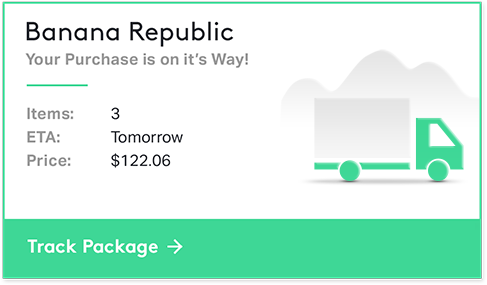 Banana Republic
Your Purchase is on it's Way!
Items: 3
ETA: Tomorrow
Price: $122.06
Track Package →